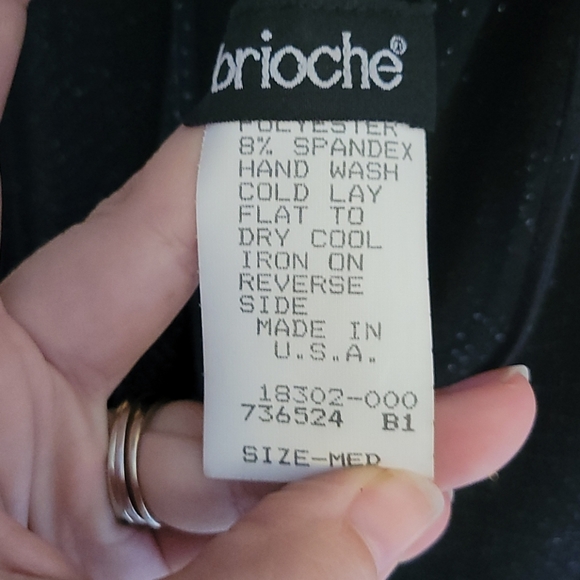 brioche®
POLYESTER
8% SPANDEX
HAND WASH
COLD LAY
FLAT TO
DRY COOL
IRON ON
REVERSE
SIDE
MADE IN
U.S.A.
18302-000
736524 B1
SIZE-MED